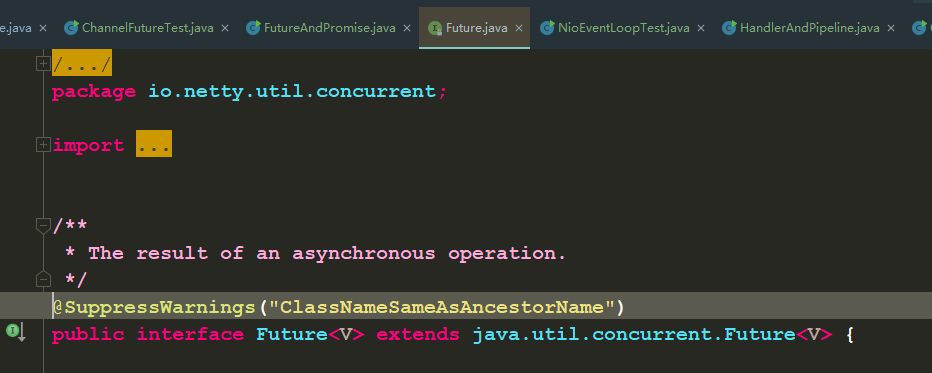 e.java × ChannelFutureTest.java × FutureAndPromise.java × Future.java × NioEventLoopTest.java × HandlerAndPipeline.java ×
/.../
package io.netty.util.concurrent;
import ...
/**
* The result of an asynchronous operation.
*/
@SuppressWarnings("ClassNameSameAsAncestorName")
public interface Future<V> extends java.util.concurrent.Future<V> {